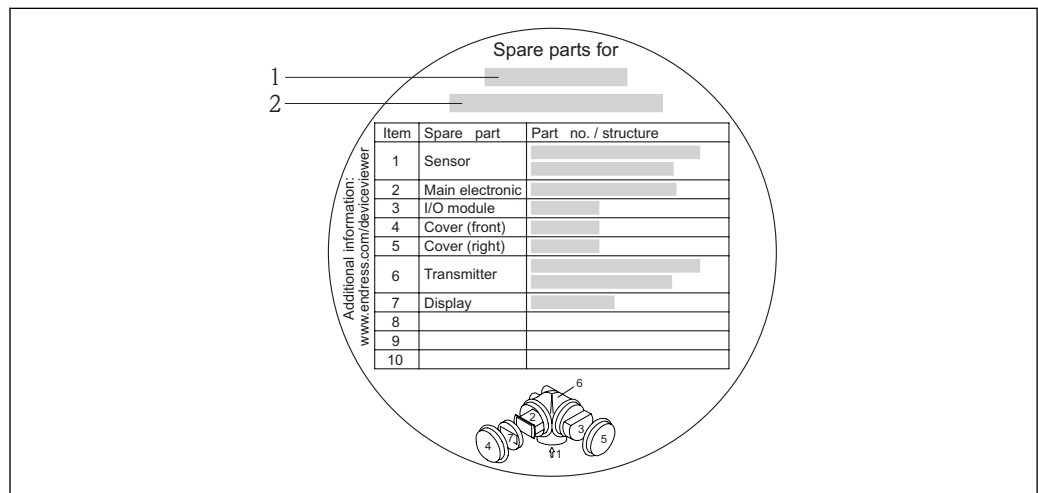 Spare parts for
1
2
Additional information:
www.endress.com/deviceviewer
Item Spare part Part no. / structure
1 Sensor
2 Main electronic
3 I/O module
4 Cover (front)
5 Cover (right)
6 Transmitter
7 Display
8
9
10
6
2
3
7
4
5
1